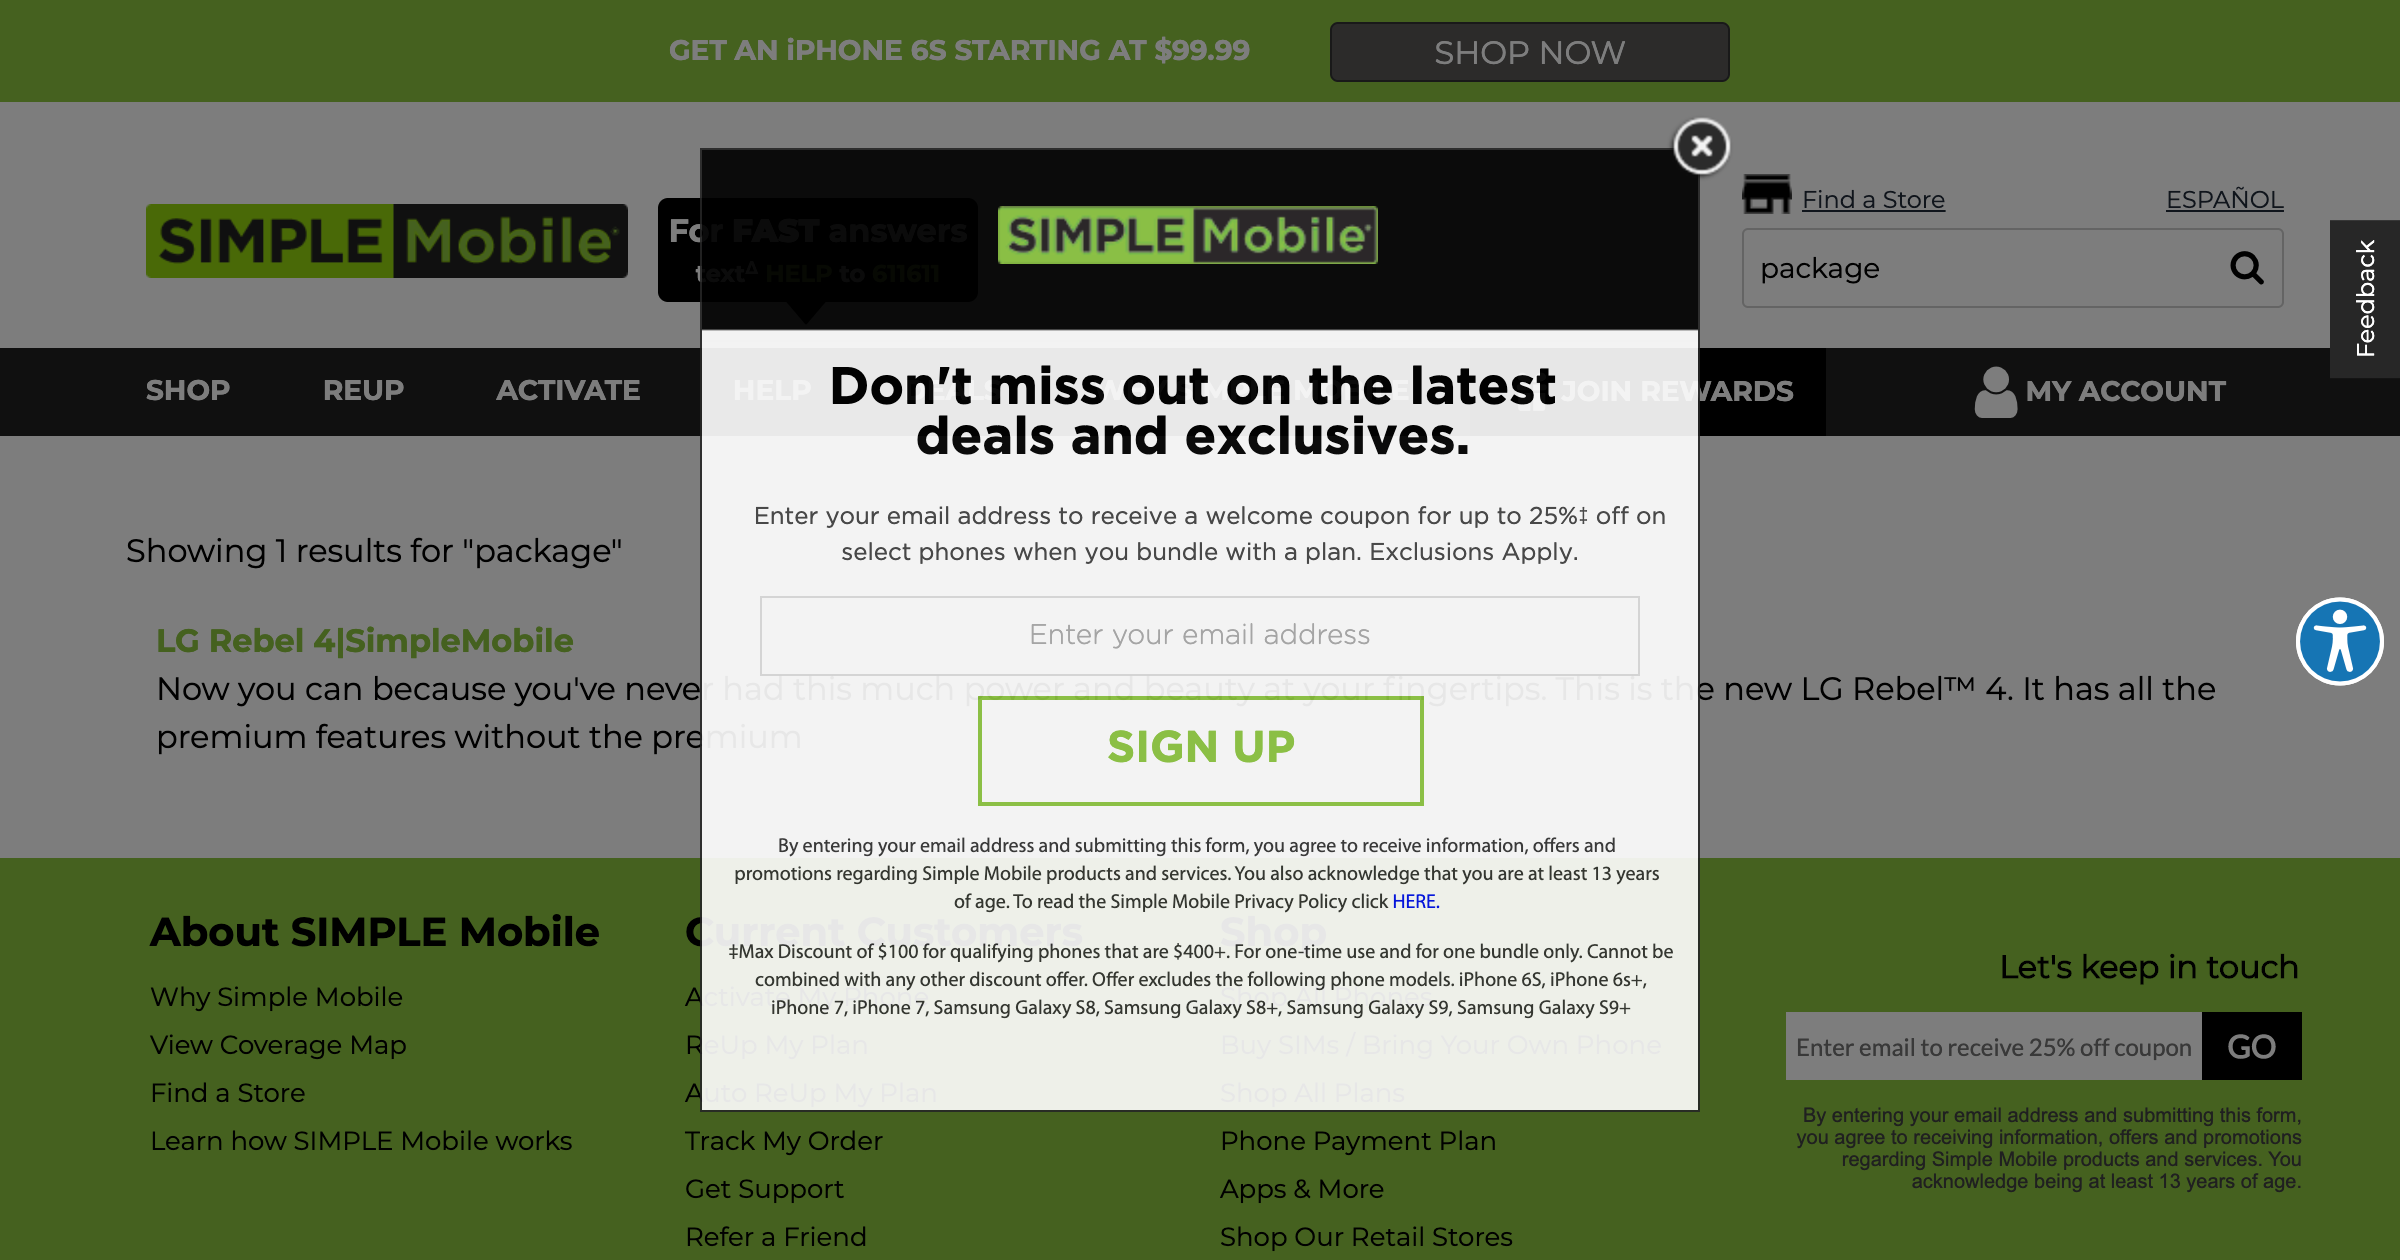 GET AN iPHONE 6S STARTING AT $99.99
SHOP NOW
SIMPLE Mobile
For FAST answers
text∆ HELP to 611611
SIMPLE Mobile
Find a Store
ESPAÑOL
package
Feedback
SHOP
REUP
ACTIVATE
HELP
DEALS
JOIN REWARDS
MY ACCOUNT
Don't miss out on the latest
deals and exclusives.
Enter your email address to receive a welcome coupon for up to 25%‡ off on
select phones when you bundle with a plan. Exclusions Apply.
Enter your email address
SIGN UP
By entering your email address and submitting this form, you agree to receive information, offers and
promotions regarding Simple Mobile products and services. You also acknowledge that you are at least 13 years
of age. To read the Simple Mobile Privacy Policy click HERE.
‡Max Discount of $100 for qualifying phones that are $400+. For one-time use and for one bundle only. Cannot be
combined with any other discount offer. Offer excludes the following phone models. iPhone 6S, iPhone 6s+,
iPhone 7, iPhone 7, Samsung Galaxy S8, Samsung Galaxy S8+, Samsung Galaxy S9, Samsung Galaxy S9+
Showing 1 results for "package"
LG Rebel 4|SimpleMobile
Now you can because you've never had this much power and beauty at your fingertips. This is the new LG Rebel™ 4. It has all the
premium features without the premium
About SIMPLE Mobile
Why Simple Mobile
View Coverage Map
Find a Store
Learn how SIMPLE Mobile works
Current Customers
Activate My Phone
ReUp My Plan
Auto ReUp My Plan
Track My Order
Get Support
Refer a Friend
Shop
Shop All Phones
Buy SIMs / Bring Your Own Phone
Shop All Plans
Phone Payment Plan
Apps & More
Shop Our Retail Stores
Let's keep in touch
Enter email to receive 25% off coupon
GO
By entering your email address and submitting this form,
you agree to receiving information, offers and promotions
regarding Simple Mobile products and services. You
acknowledge being at least 13 years of age.